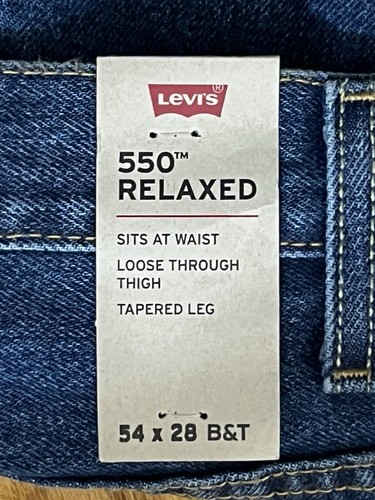 Levi's®
550™
RELAXED
SITS AT WAIST
LOOSE THROUGH
THIGH
TAPERED LEG
54 x 28 B&T